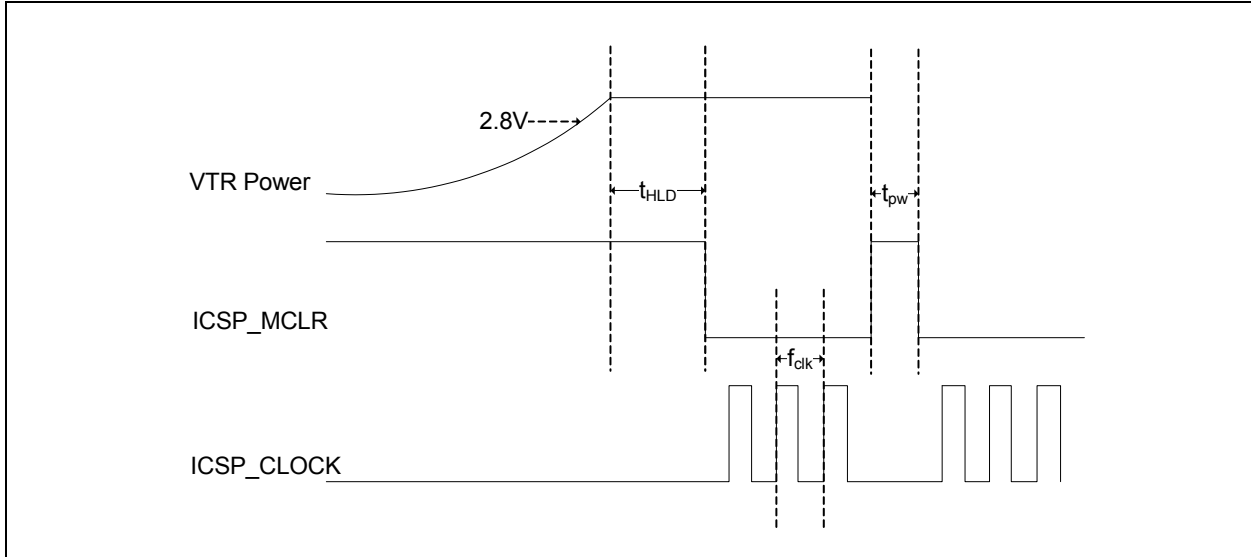 2.8V
VTR Power
tHLD
tpw
ICSP_MCLR
fclk
ICSP_CLOCK